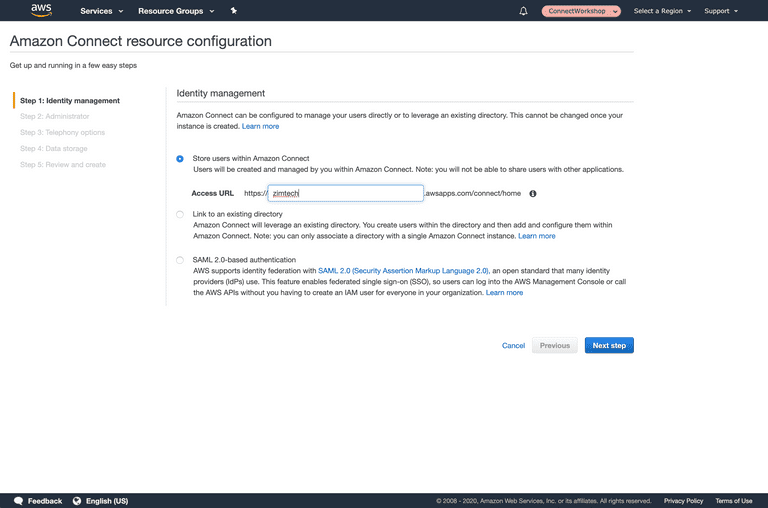 aws Services Resource Groups ConnectWorkshop Select a Region Support
Amazon Connect resource configuration
Get up and running in a few easy steps
Step 1: Identity management
Step 2: Administrator
Step 3: Telephony options
Step 4: Data storage
Step 5: Review and create
Identity management
Amazon Connect can be configured to manage your users directly or to leverage an existing directory. This cannot be changed once your
instance is created. Learn more
Store users within Amazon Connect
Users will be created and managed by you within Amazon Connect. Note: you will not be able to share users with other applications.
Access URL https:// zimtech .awsapps.com/connect/home
Link to an existing directory
Amazon Connect will leverage an existing directory. You create users within the directory and then add and configure them within
Amazon Connect. Note: you can only associate a directory with a single Amazon Connect instance. Learn more
SAML 2.0-based authentication
AWS supports identity federation with SAML 2.0 (Security Assertion Markup Language 2.0), an open standard that many identity
providers (IdPs) use. This feature enables federated single sign-on (SSO), so users can log into the AWS Management Console or call
the AWS APIs without you having to create an IAM user for everyone in your organization. Learn more
Cancel Previous Next step
Feedback English (US) © 2008 - 2020, Amazon Web Services, Inc. or its affiliates. All rights reserved. Privacy Policy Terms of Use